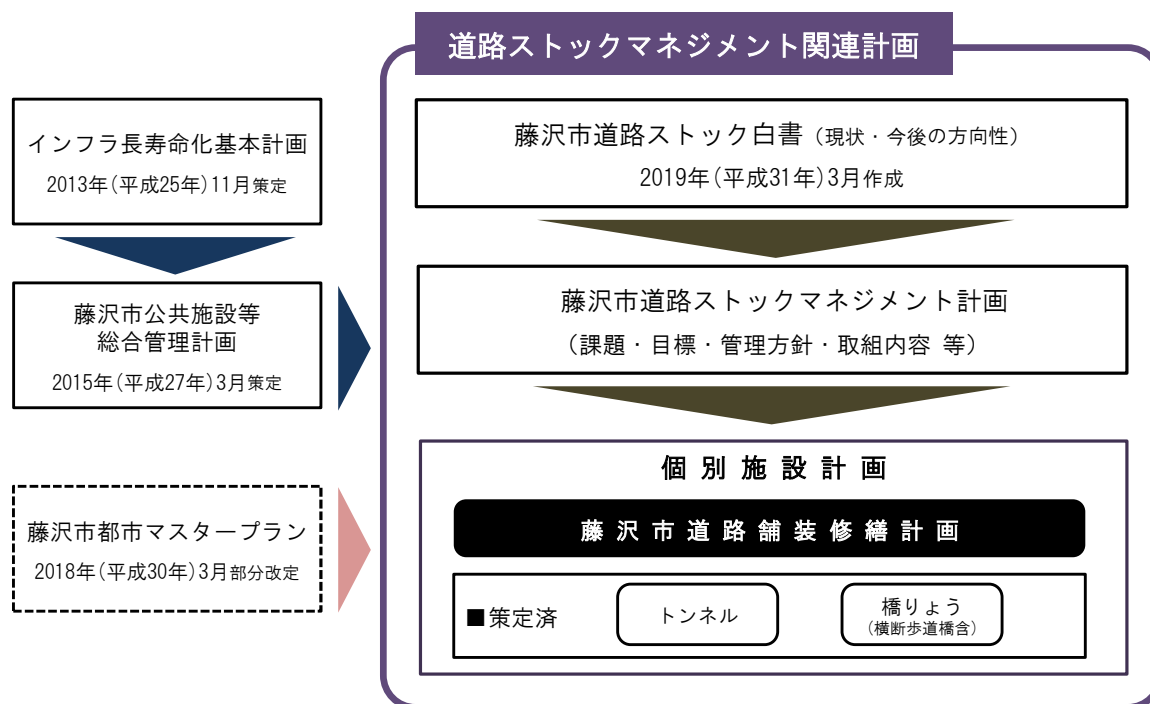 道路ストックマネジメント関連計画
インフラ長寿命化基本計画
2013年(平成25年)11月策定
藤沢市公共施設等
総合管理計画
2015年(平成27年)3月策定
藤沢市都市マスタープラン
2018年(平成30年)3月部分改定
藤沢市道路ストック白書（現状・今後の方向性）
2019年(平成31年)3月作成
藤沢市道路ストックマネジメント計画
（課題・目標・管理方針・取組内容 等）
個別施設計画
藤沢市道路舗装修繕計画
■策定済
トンネル
橋りょう
（横断歩道橋含）